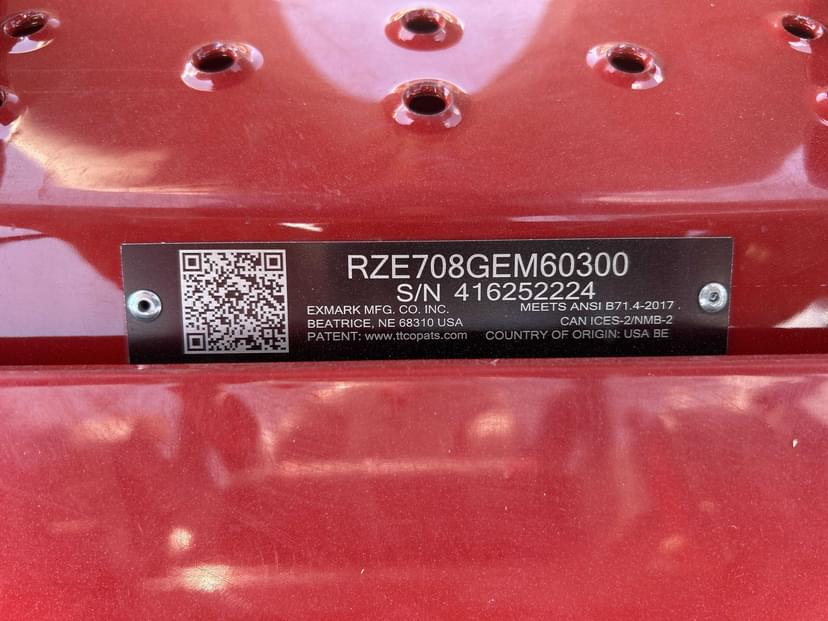 RZE708GEM60300
S/N 416252224
EXMARK MFG. CO. INC. MEETS ANSI B71.4-2017
BEATRICE, NE 68310 USA CAN ICES-2/NMB-2
PATENT: www.ttcopats.com COUNTRY OF ORIGIN: USA BE